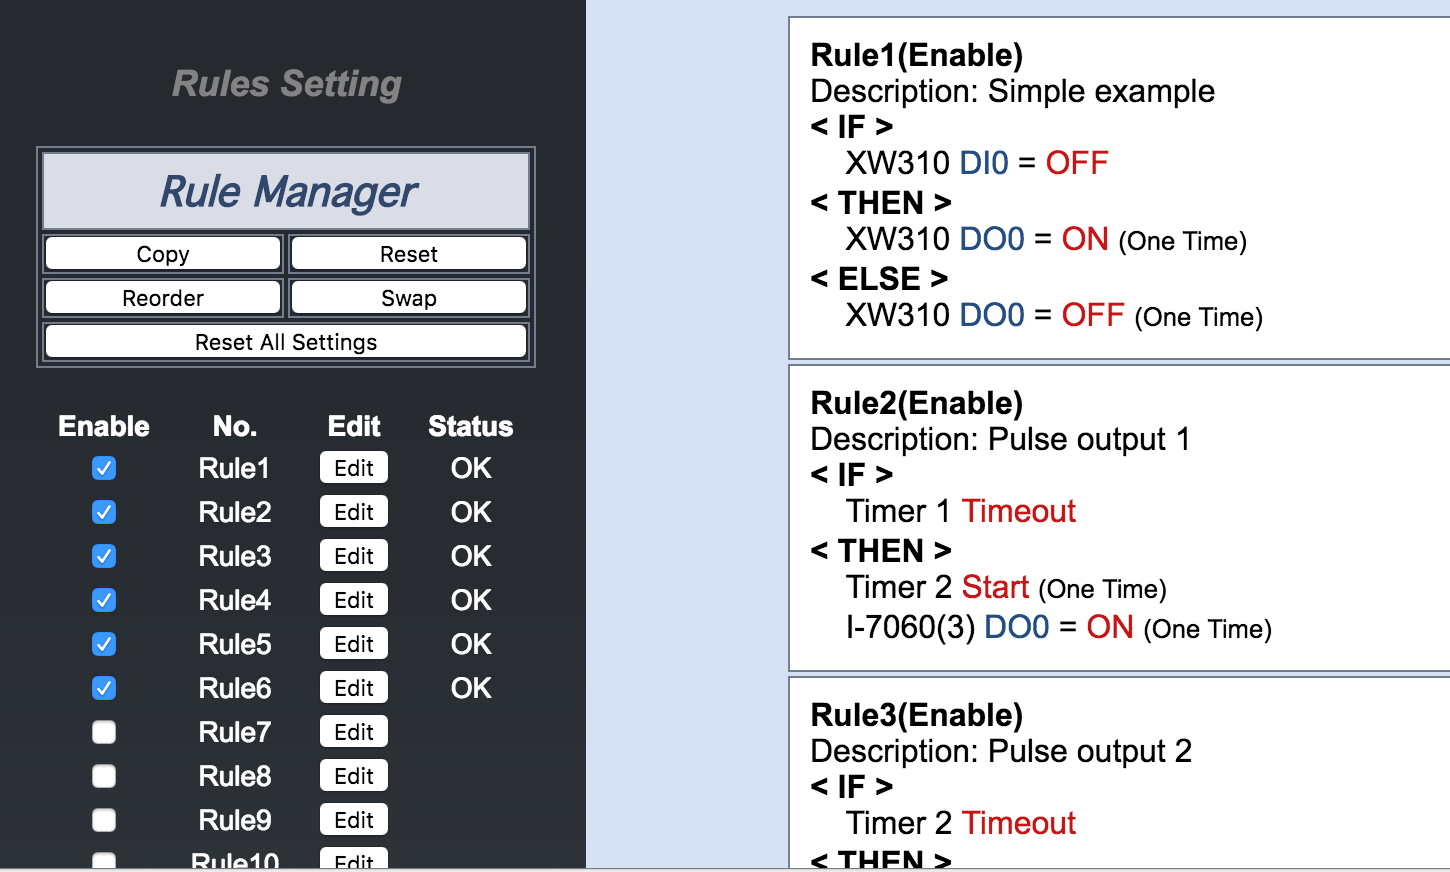 Rules Setting
Rule Manager
Copy Reset
Reorder Swap
Reset All Settings
Enable No. Edit Status
Rule1 Edit OK
Rule2 Edit OK
Rule3 Edit OK
Rule4 Edit OK
Rule5 Edit OK
Rule6 Edit OK
Rule7 Edit
Rule8 Edit
Rule9 Edit
Rule10 Edit
Rule1(Enable)
Description: Simple example
< IF >
XW310 DI0 = OFF
< THEN >
XW310 DO0 = ON (One Time)
< ELSE >
XW310 DO0 = OFF (One Time)
Rule2(Enable)
Description: Pulse output 1
< IF >
Timer 1 Timeout
< THEN >
Timer 2 Start (One Time)
I-7060(3) DO0 = ON (One Time)
Rule3(Enable)
Description: Pulse output 2
< IF >
Timer 2 Timeout
< THEN >